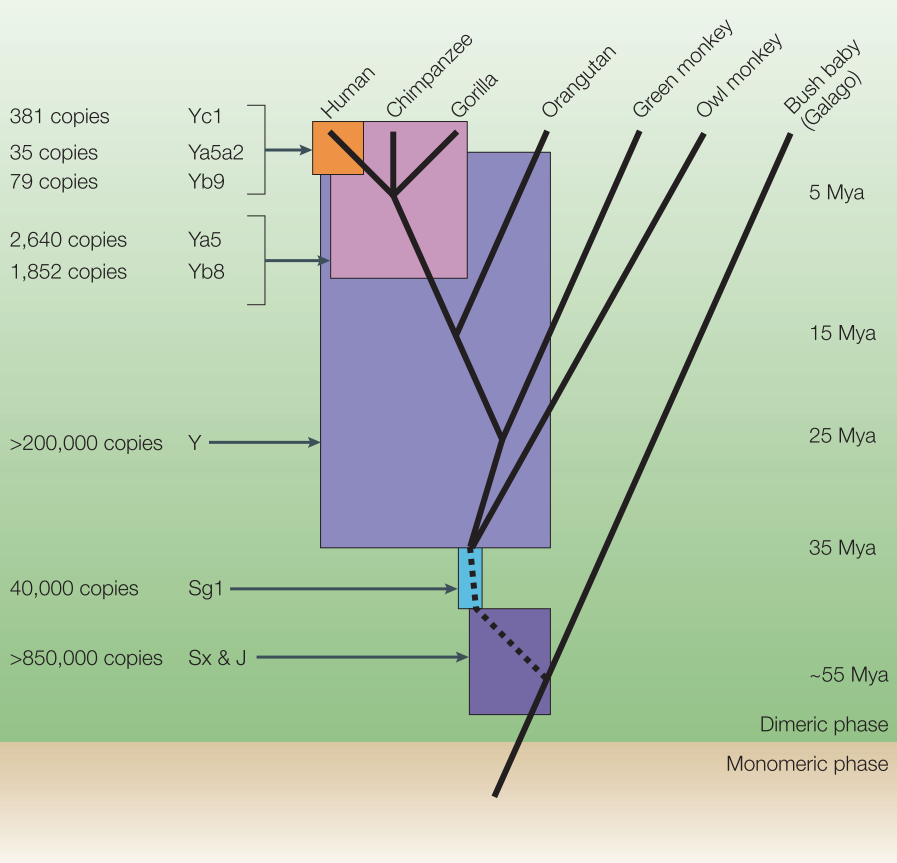 Human
Chimpanzee
Gorilla
Orangutan
Green monkey
Owl monkey
Bush baby
(Galago)
381 copies Yc1
35 copies Ya5a2
79 copies Yb9
5 Mya
2,640 copies Ya5
1,852 copies Yb8
15 Mya
>200,000 copies Y
25 Mya
35 Mya
40,000 copies Sg1
>850,000 copies Sx & J
~55 Mya
Dimeric phase
Monomeric phase